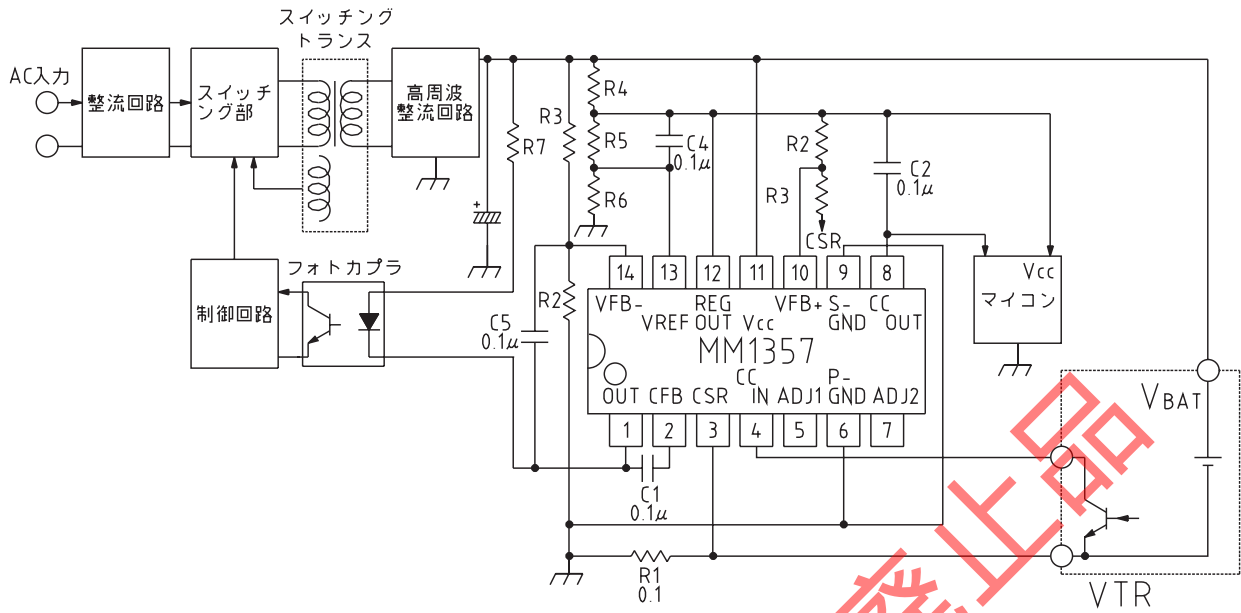 スイッチング
トランス
AC入力
整流回路
スイッチ
ング部
高周波
整流回路
R7
R3
R4
R5
R6
C4
0.1μ
R2
R3
CSR
C2
0.1μ
+
制御回路
フォトカプラ
R2
C5
0.1μ
14
13
12
11
10
9
8
VFB-
VREF
REG
OUT
Vcc
VFB+
S-
GND
CC
OUT
MM1357
OUT
CFB
CSR
CC
IN
ADJ1
P-
GND
ADJ2
1
2
3
4
5
6
7
Vcc
マイコン
C1
0.1μ
R1
0.1
VBAT
VTR
廃止品